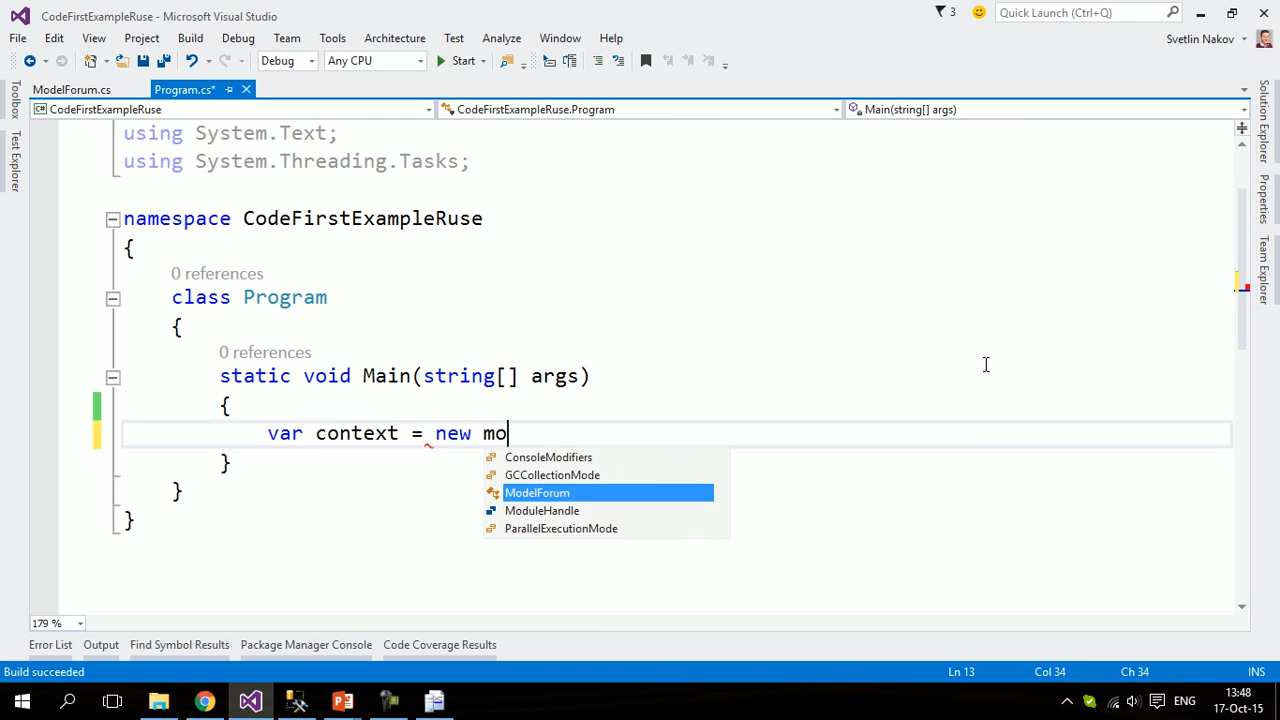 CodeFirstExampleRuse - Microsoft Visual Studio
3
Quick Launch (Ctrl+Q)
File Edit View Project Build Debug Team Tools Architecture Test Analyze Window Help
Svetlin Nakov
Debug Any CPU Start
ModelForum.cs Program.cs*
CodeFirstExampleRuse CodeFirstExampleRuse.Program Main(string[] args)
Toolbox
Test Explorer
Solution Explorer
Properties
Team Explorer
using System.Text;
using System.Threading.Tasks;
namespace CodeFirstExampleRuse
{
0 references
class Program
{
0 references
static void Main(string[] args)
{
var context = new mo
ConsoleModifiers
GCCollectionMode
ModelForum
ModuleHandle
ParallelExecutionMode
}
}
}
179 %
Error List Output Find Symbol Results Package Manager Console Code Coverage Results
Build succeeded Ln 13 Col 34 Ch 34 INS
ENG
13:48
17-Oct-15